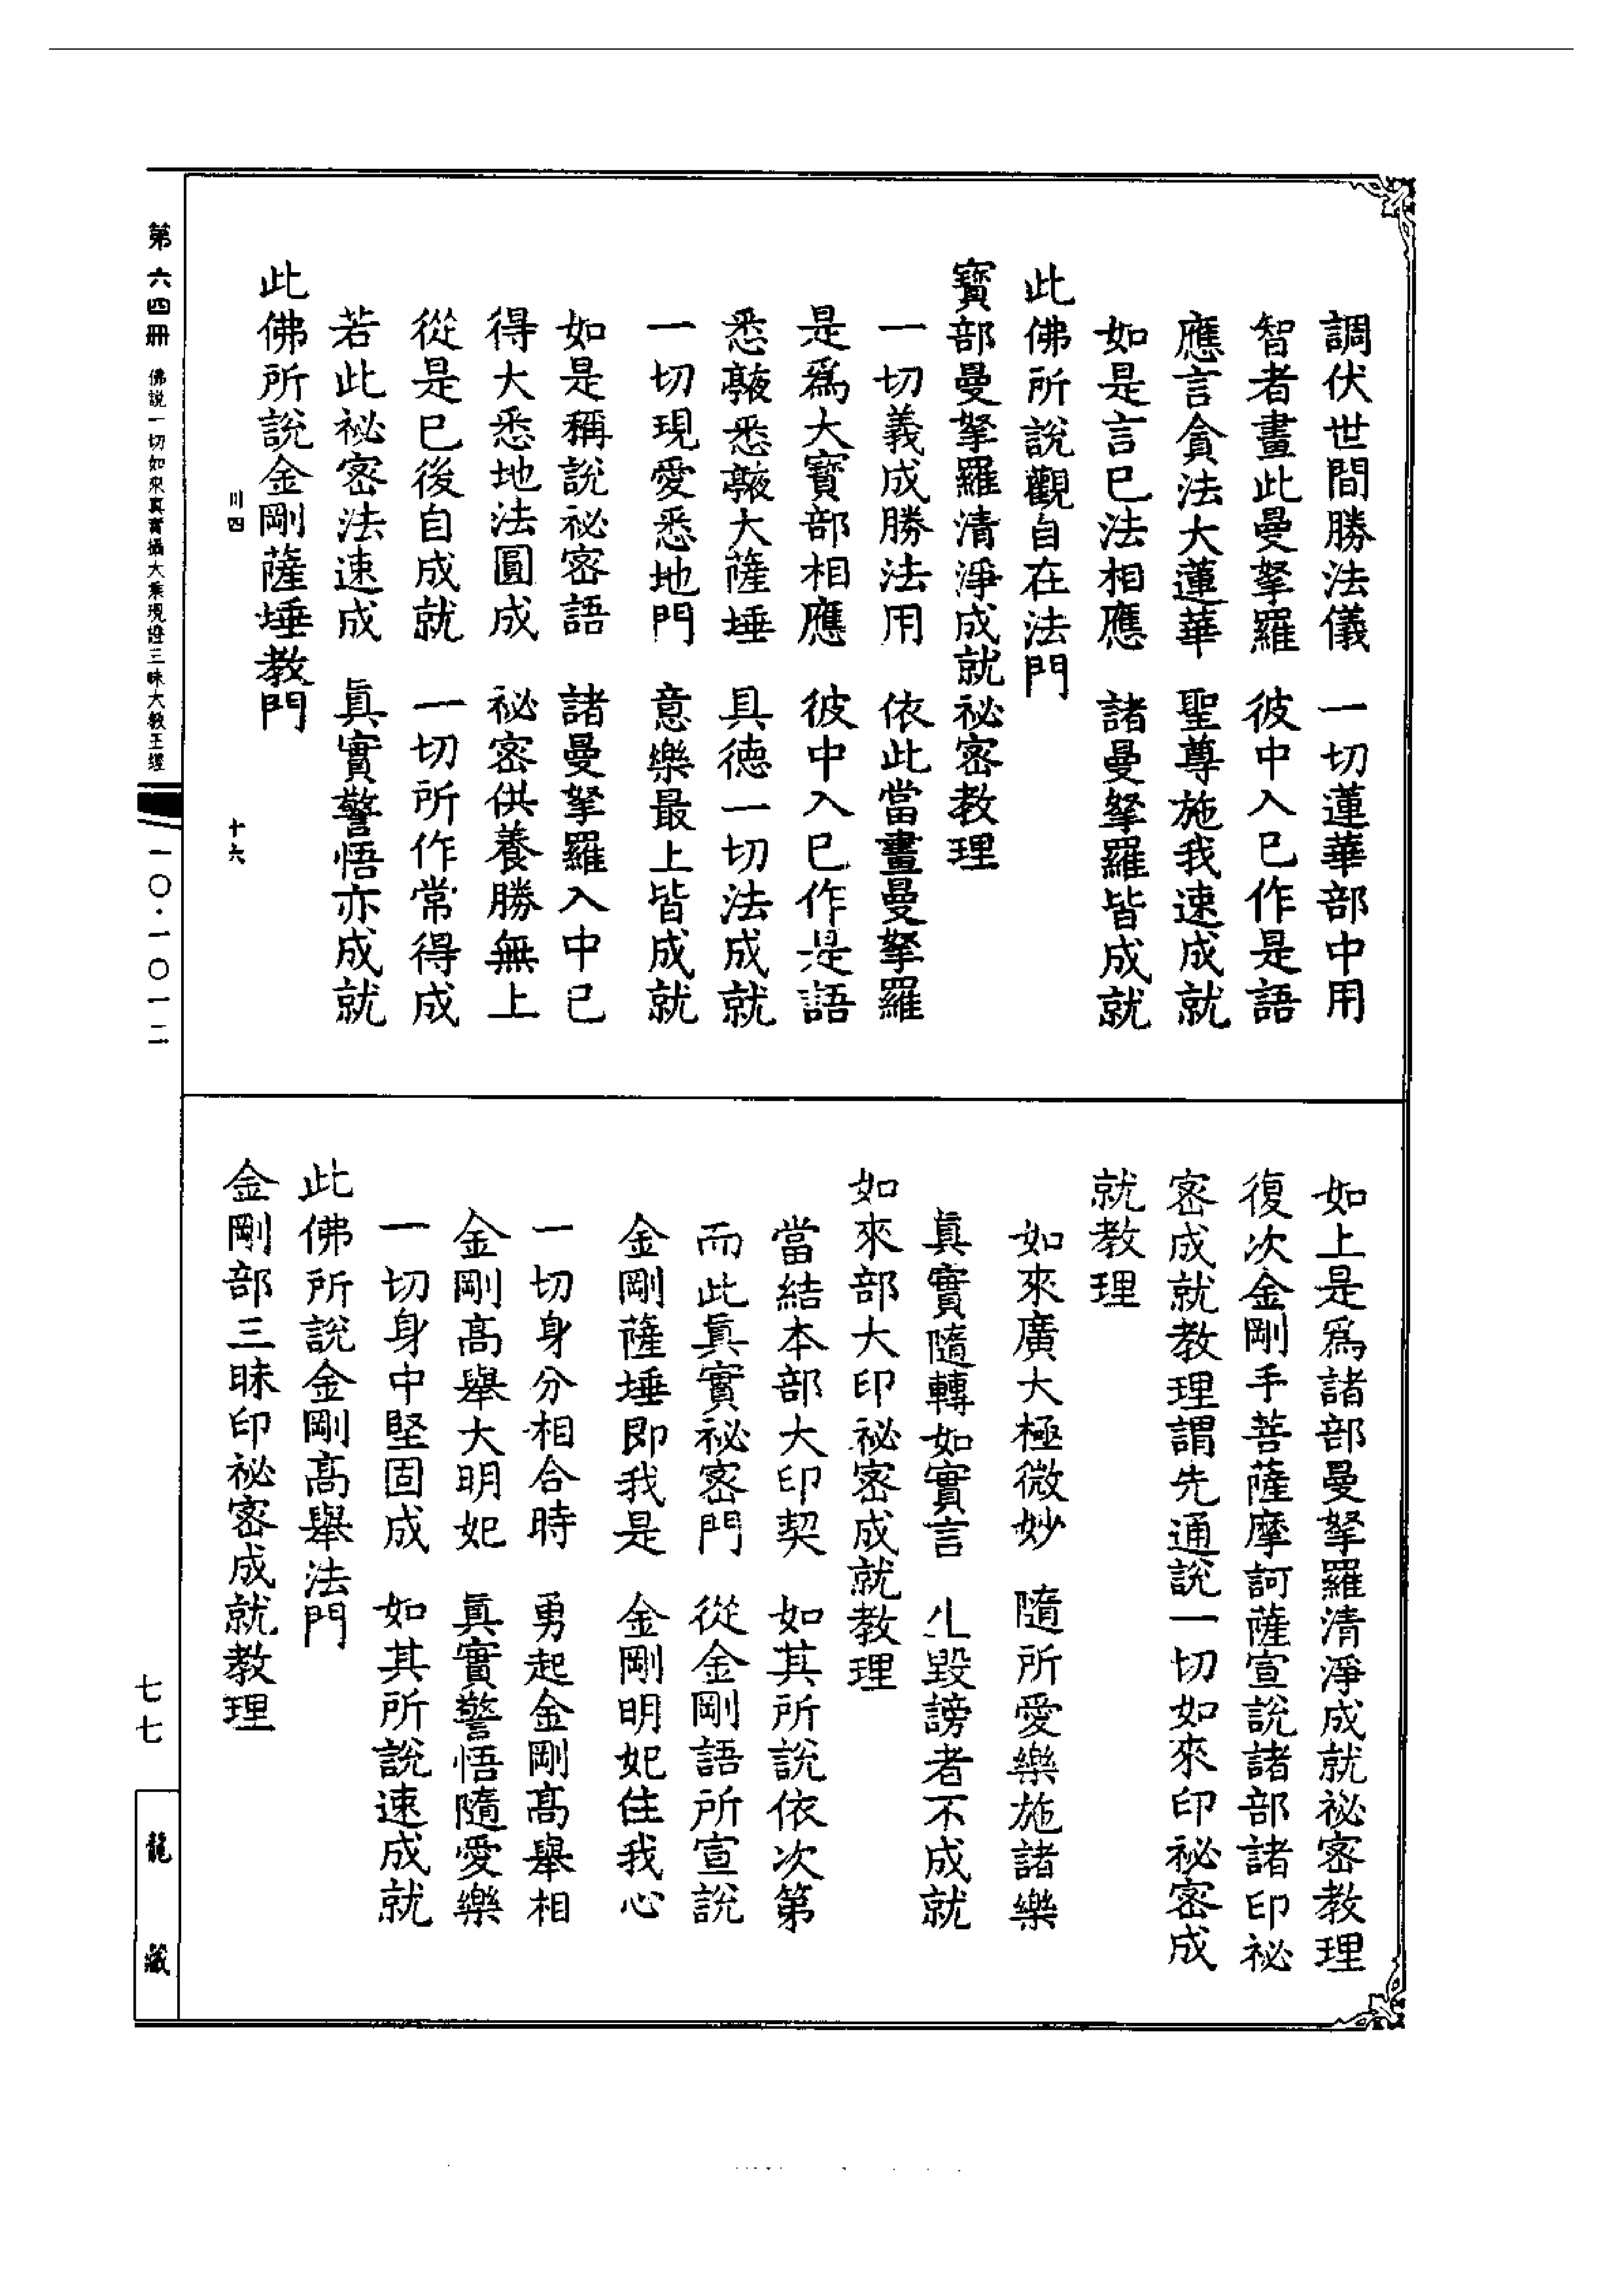 調伏世間勝法儀　一切蓮華部中用
智者畫此曼拏羅　彼中入已作是語
應言貪法大蓮華　聖尊施我速成就
如是言已法相應　諸曼拏羅皆成就
此佛所說觀自在法門
寶部曼拏羅清淨成就祕密教理
一切義成勝法用　依此當畫曼拏羅
是爲大寶部相應　彼中入已作是語
悉𪐴悉𪐴大薩埵　具德一切法成就
一切現愛悉地門　意樂最上皆成就
如是稱說祕密語　諸曼拏羅入中已
得大悉地法圓成　祕密供養勝無上
從是已後自成就　一切所作常得成
若此祕密法速成　眞實警悟亦成就
此佛所說金剛薩埵教門
川四　十六
如上是爲諸部曼拏羅清淨成就祕密教理
復次金剛手菩薩摩訶薩宣說諸部諸印祕
密成就教理謂先通說一切如來印祕密成
就教理
如來廣大極微妙　隨所愛樂施諸樂
眞實隨轉如實言　毀謗者不成就
如來部大印祕密成就教理
當結本部大印契　如其所說依次第
而此眞實祕密門　從金剛語所宣說
金剛薩埵即我是　金剛明妃住我心
一切身分相合時　勇起金剛高舉相
金剛高舉大明妃　眞實警悟隨愛樂
一切身中堅固成　如其所說速成就
此佛所說金剛高舉法門
金剛部三昧印祕密成就教理
第六四冊　佛說一切如來真實攝大乘現證三昧大教王經
一〇·一〇一二
七七
龍藏